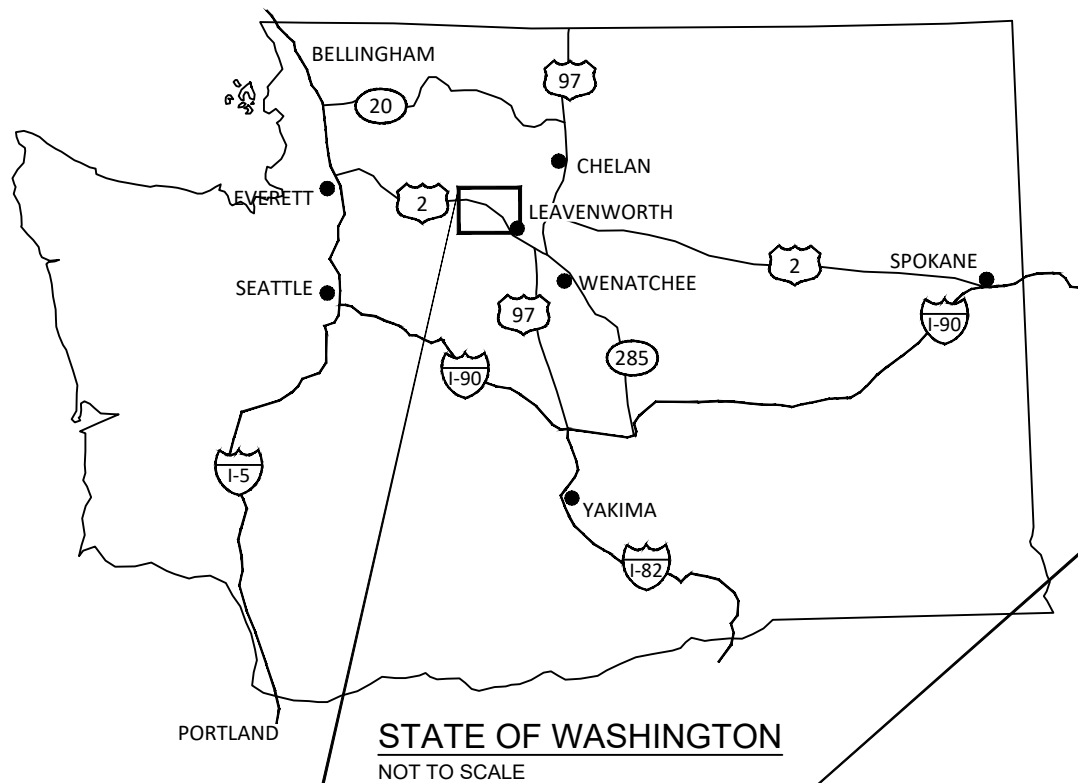 BELLINGHAM
97
20
CHELAN
EVERETT
2
LEAVENWORTH
SEATTLE
WENATCHEE
2
SPOKANE
97
I-90
285
I-90
I-5
YAKIMA
I-82
PORTLAND
STATE OF WASHINGTON
NOT TO SCALE